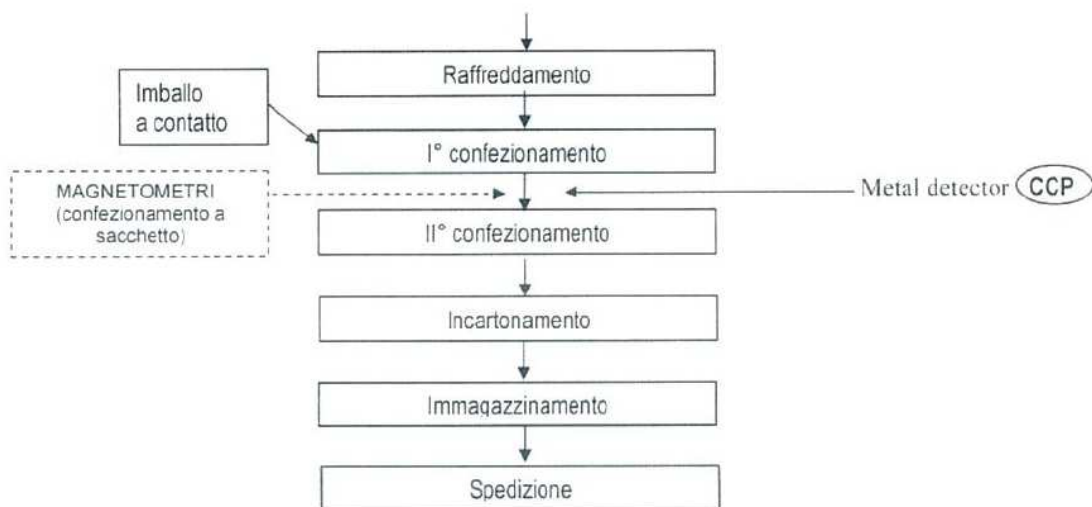 Raffreddamento
Imballo
a contatto
I° confezionamento
MAGNETOMETRI
(confezionamento a
sacchetto)
Metal detector CCP
II° confezionamento
Incartonamento
Immagazzinamento
Spedizione